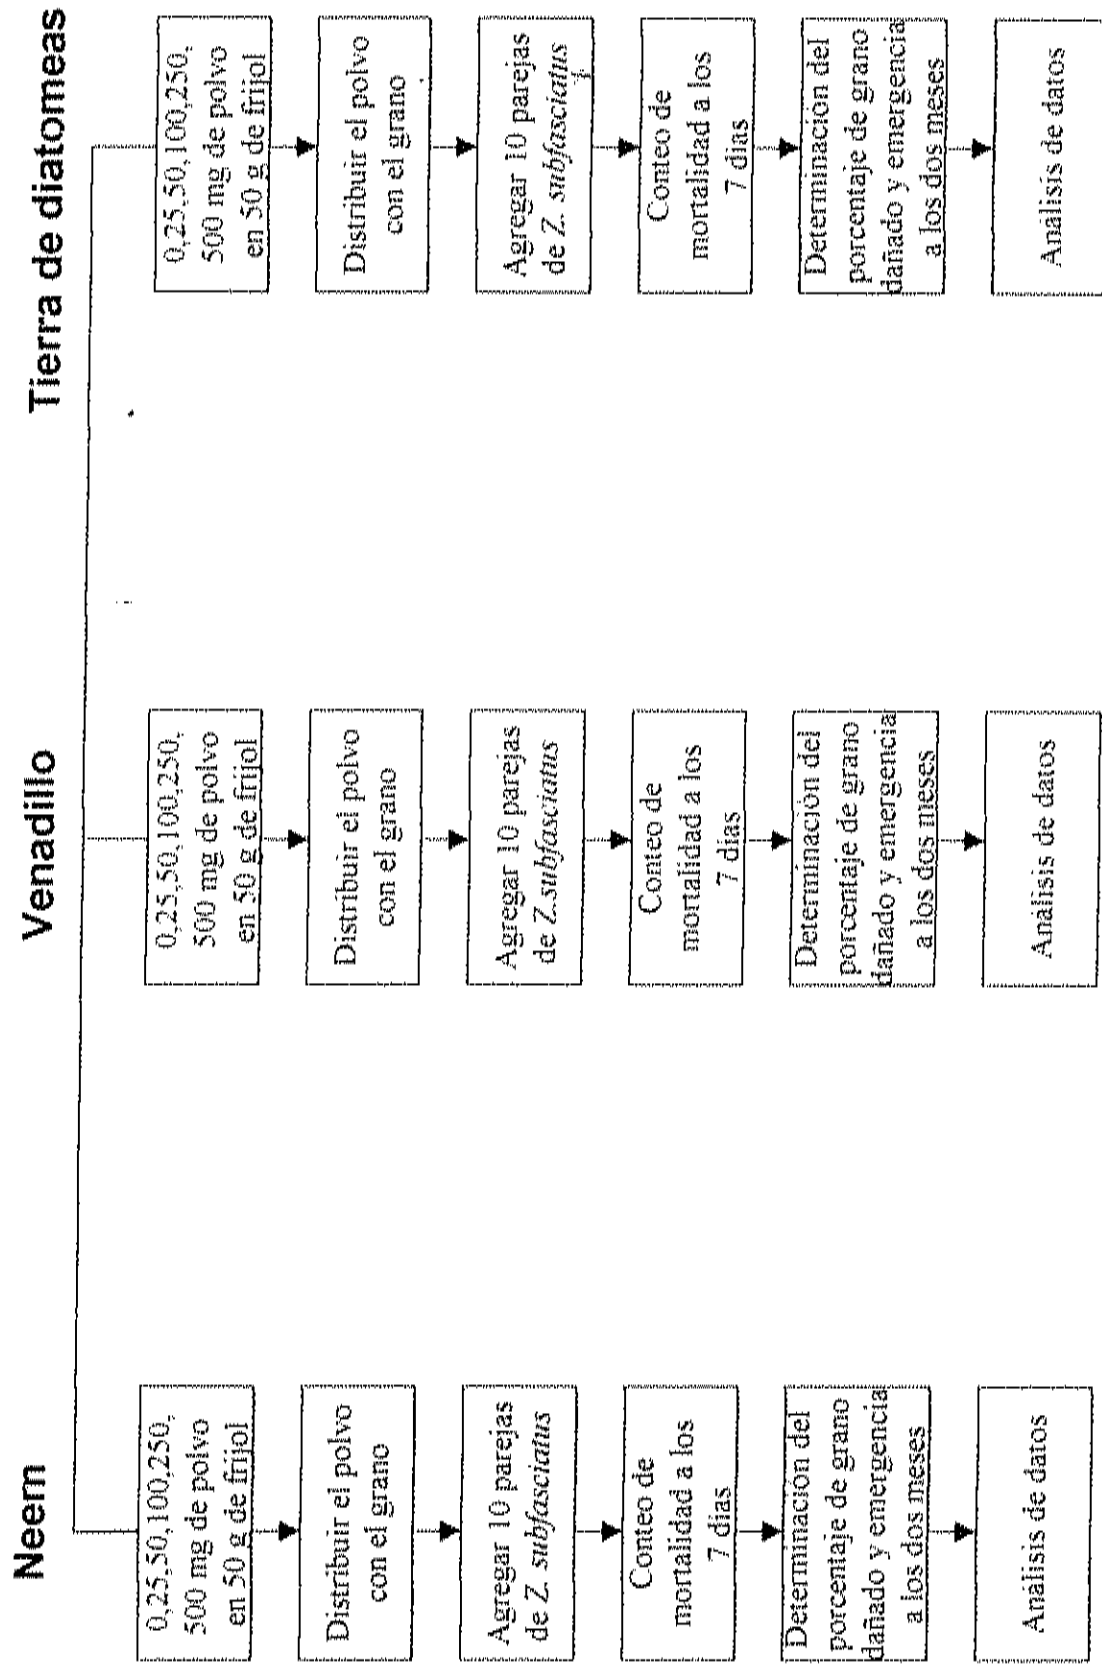 Neem
0,25,50,100,250,
500 mg de polvo
en 50 g de frijol
Distribuir el polvo
con el grano
Agregar 10 parejas
de Z. subfasciatus
Conteo de
mortalidad a los
7 días
Determinación del
porcentaje de grano
dañado y emergencia
a los dos meses
Análisis de datos
Venadillo
0,25,50,100,250,
500 mg de polvo
en 50 g de frijol
Distribuir el polvo
con el grano
Agregar 10 parejas
de Z.subfasciatus
Conteo de
mortalidad a los
7 días
Determinación del
porcentaje de grano
dañado y emergencia
a los dos meses
Análisis de datos
Tierra de diatomeas
0,25,50,100,250,
500 mg de polvo
en 50 g de frijol
Distribuir el polvo
con el grano
Agregar 10 parejas
de Z. subfasciatus
Conteo de
mortalidad a los
7 días
Determinación del
porcentaje de grano
dañado y emergencia
a los dos meses
Análisis de datos